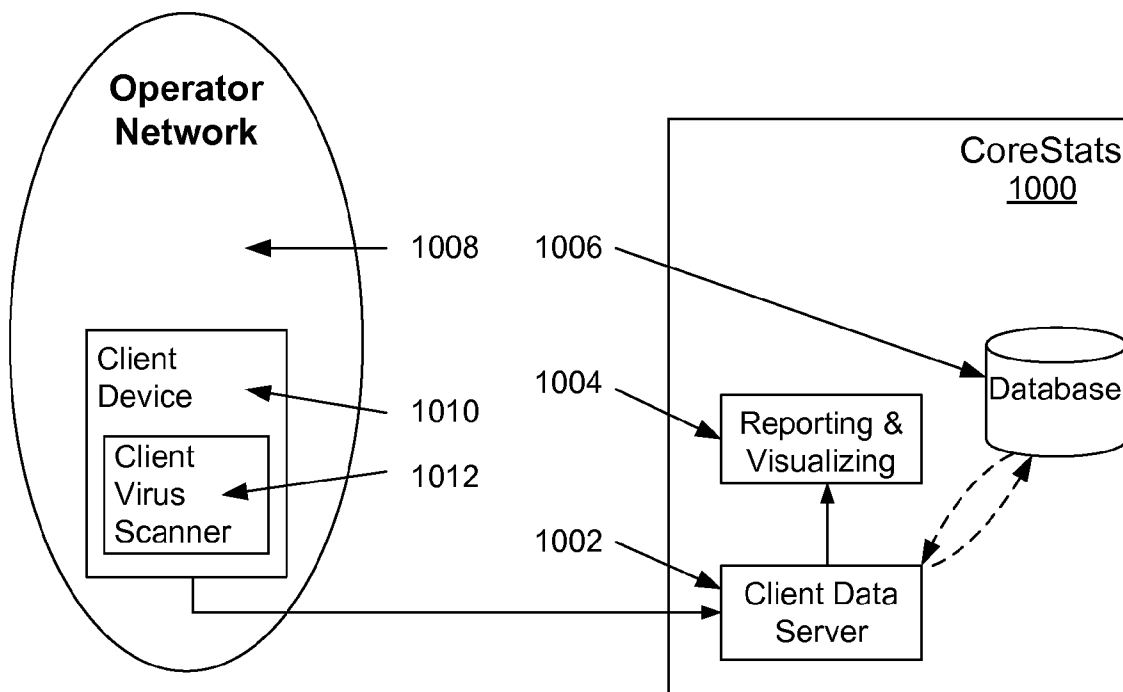 Operator
Network
CoreStats
1000
1008
1006
Client
Device
1010
1004
Database
Reporting &
Visualizing
Client
Virus
Scanner
1012
1002
Client Data
Server